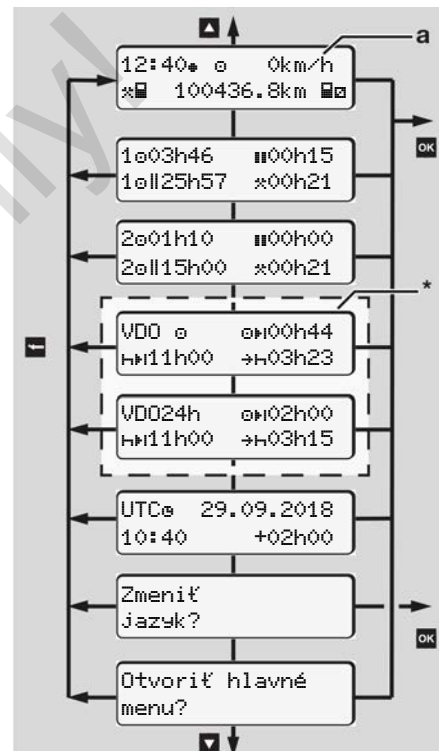 a
12:40 0km/h
100436.8km
OK
1 03h46 00h15
1 25h57 00h21
2 01h10 00h00
2 15h00 00h21
*
VDO 00h44
11h00 03h23
VDO24h 02h00
11h00 03h15
UTC 29.09.2018
10:40 +02h00
Zmeniť
jazyk?
OK
Otvoriť hlavné
menu?